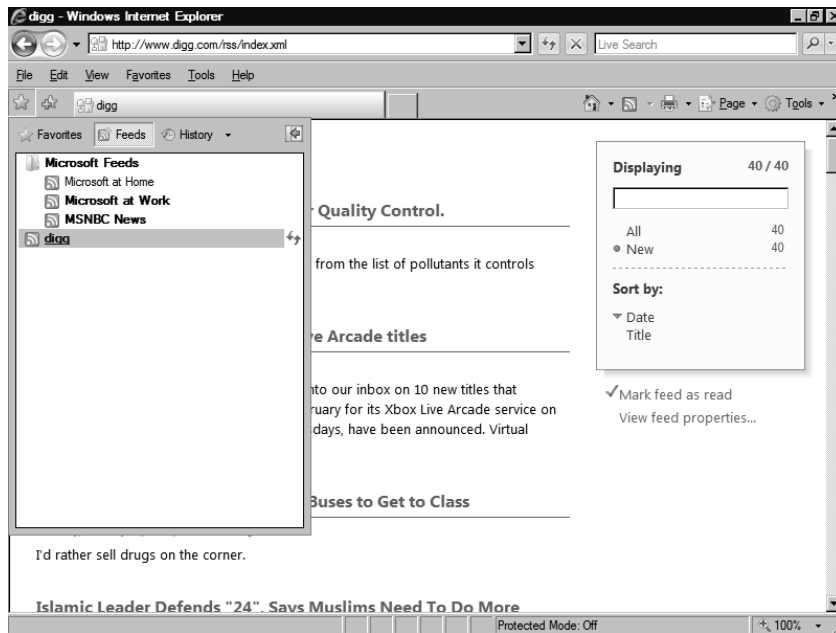 digg - Windows Internet Explorer
http://www.digg.com/rss/index.xml
Live Search
File Edit View Favorites Tools Help
digg
Page Tools
Favorites Feeds History
Microsoft Feeds
Microsoft at Home
Microsoft at Work
MSNBC News
digg
Quality Control.
from the list of pollutants it controls
Arcade titles
into our inbox on 10 new titles that
for its Xbox Live Arcade service on
have been announced. Virtual
Buses to Get to Class
I'd rather sell drugs on the corner.
Islamic Leader Defends "24", Says Muslims Need To Do More
Displaying 40 / 40
All 40
New 40
Sort by:
Date
Title
Mark feed as read
View feed properties...
Protected Mode: Off
100%